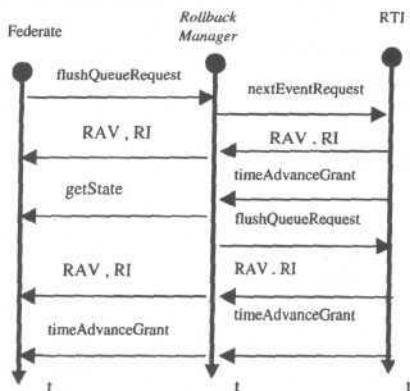 Federate
Rollback
Manager
RTI
flushQueueRequest
nextEventRequest
RAV , RI
RAV . RI
timeAdvanceGrant
getState
flushQueueRequest
RAV, RI
RAV . RI
timeAdvanceGrant
timeAdvanceGrant
t
t
t